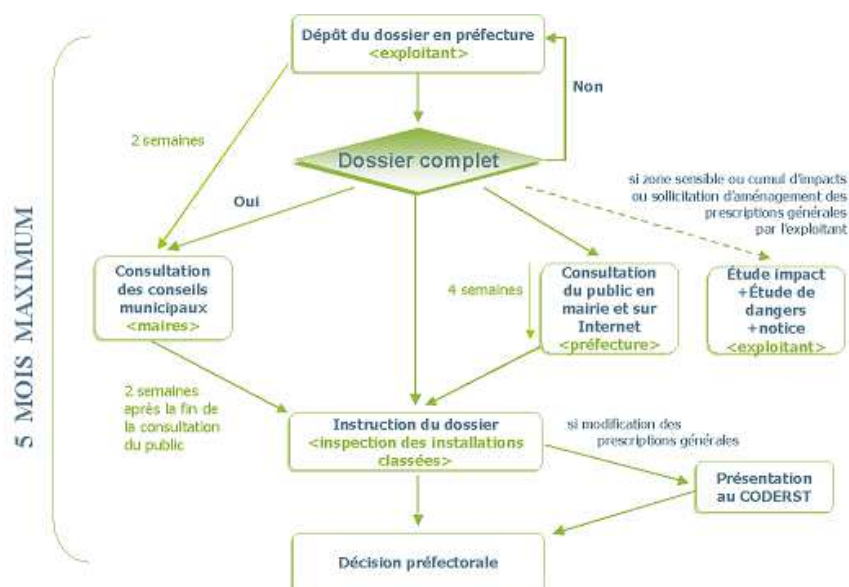 Dépôt du dossier en préfecture
<exploitant>
Non
2 semaines
Dossier complet
si zone sensible ou cumul d'impacts
ou sollicitation d'aménagement des
prescriptions générales
par l'exploitant
Oui
Consultation
des conseils
municipaux
<maires>
4 semaines
Consultation
du public en
mairie et sur
Internet
<préfecture>
Étude impact
+Étude de
dangers
+notice
<exploitant>
5 MOIS MAXIMUM
2 semaines
après la fin de
la consultation
du public
Instruction du dossier
<inspection des installations
classées>
si modification des
prescriptions générales
Présentation
au CODERST
Décision préfectorale